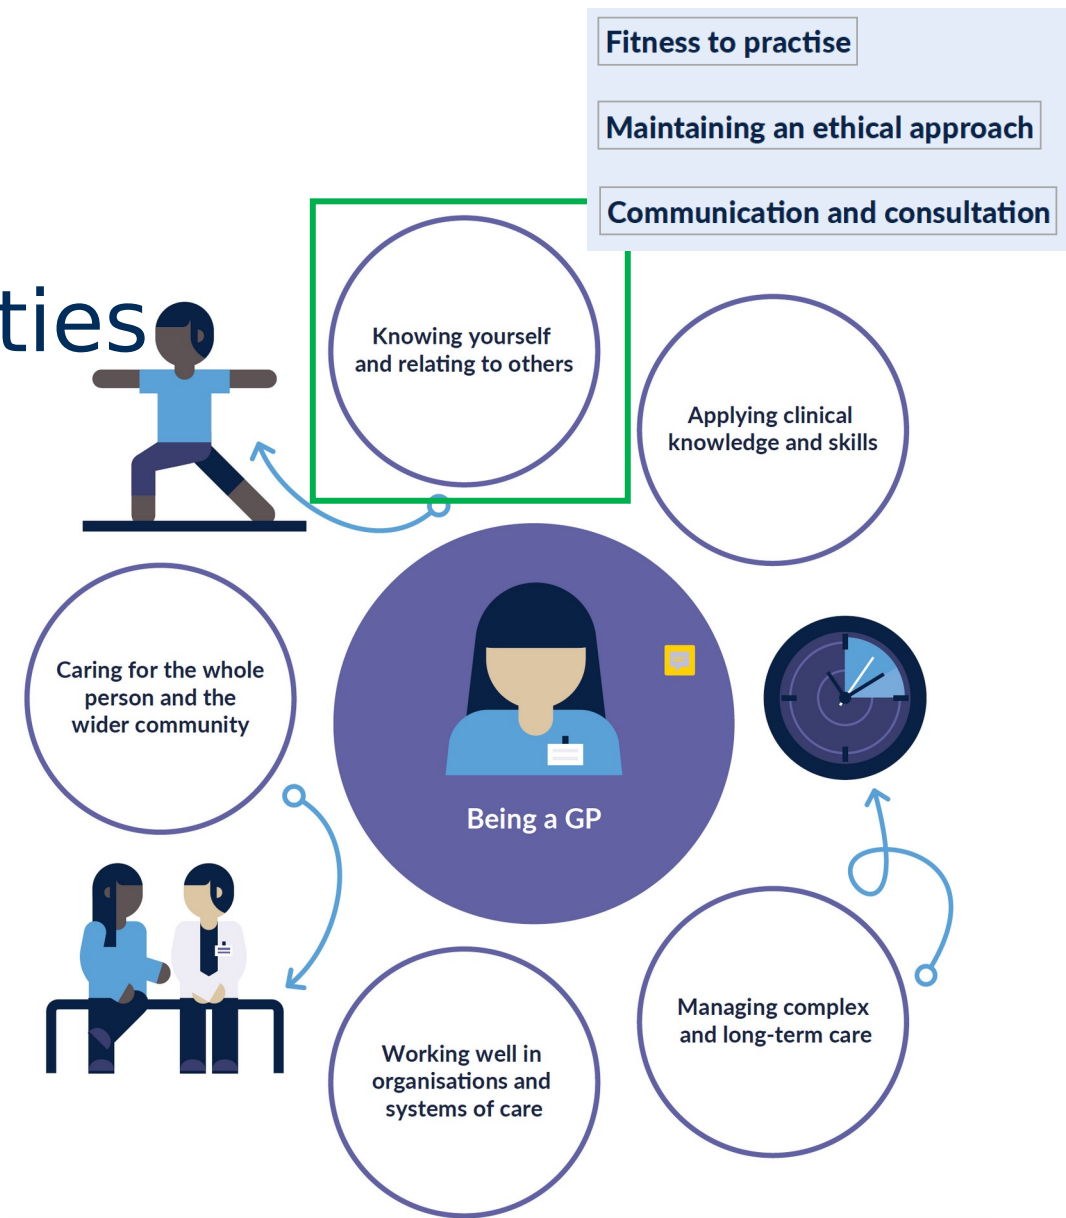 Fitness to practise
Maintaining an ethical approach
Communication and consultation
ties
Knowing yourself
and relating to others
Applying clinical
knowledge and skills
Caring for the whole
person and the
wider community
Being a GP
Managing complex
and long-term care
Working well in
organisations and
systems of care